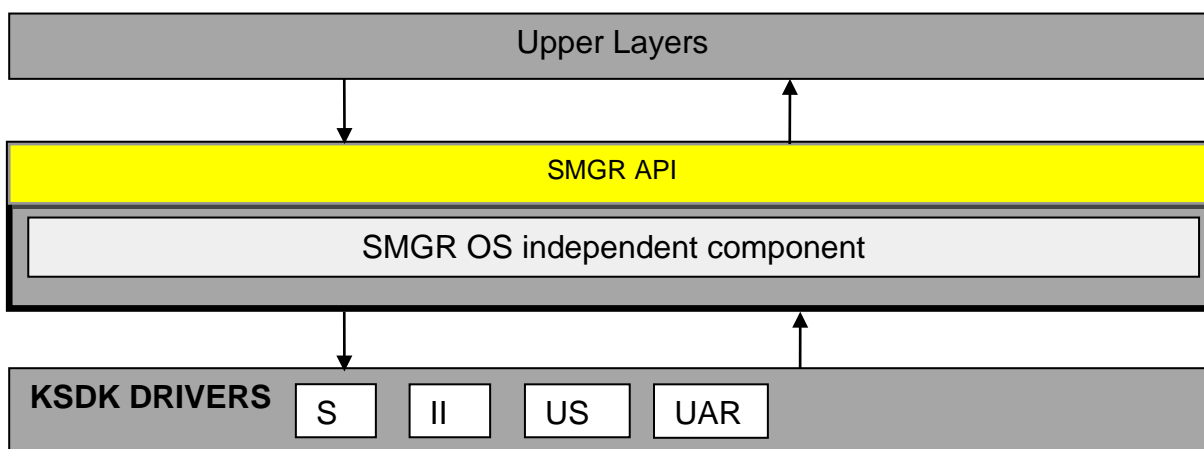 Upper Layers
SMGR API
SMGR OS independent component
KSDK DRIVERS S II US UAR